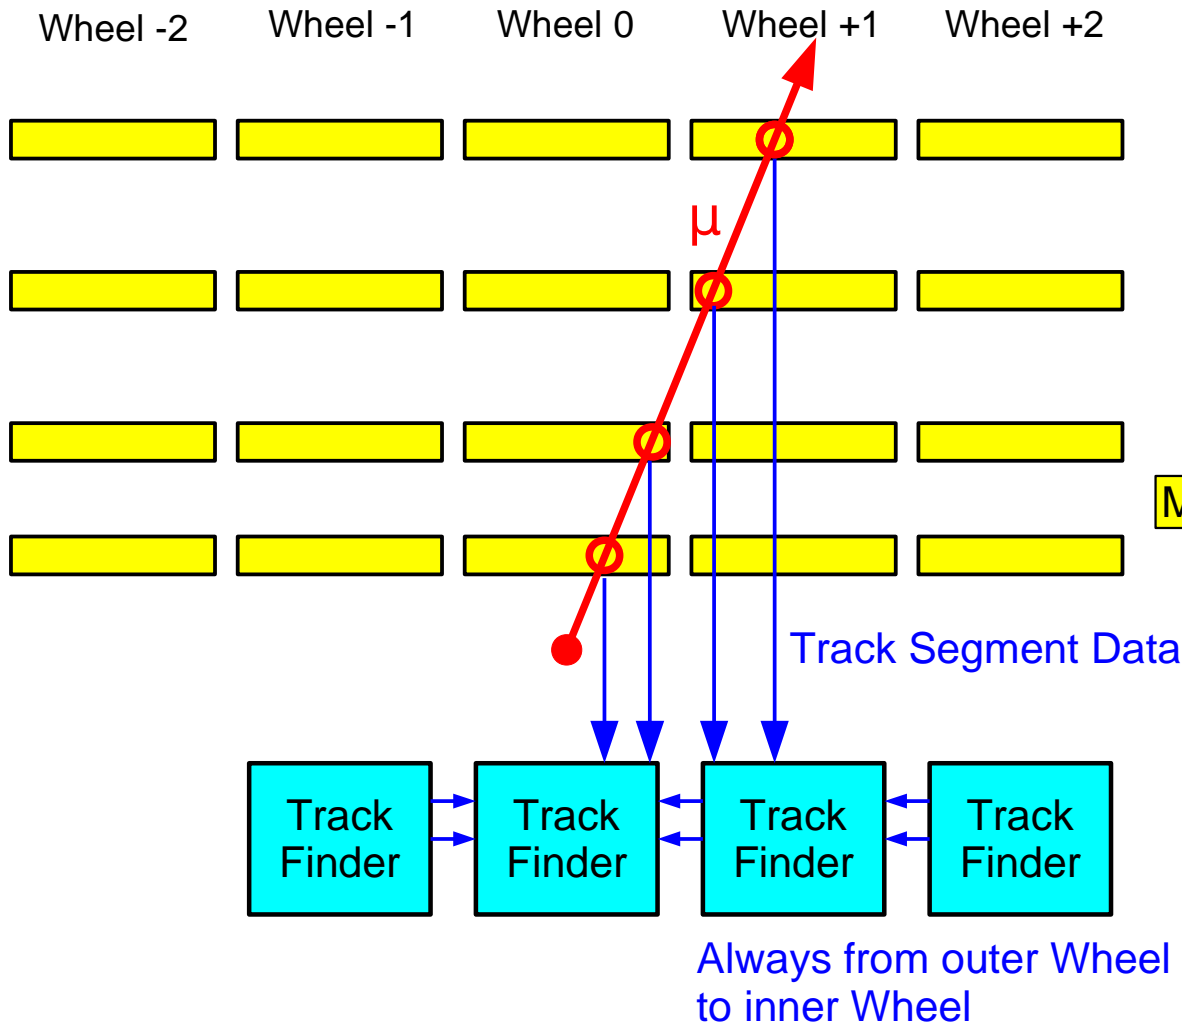 Wheel -2 Wheel -1 Wheel 0 Wheel +1 Wheel +2
μ
M
Track Segment Data
Track Finder
Track Finder
Track Finder
Track Finder
Always from outer Wheel
to inner Wheel